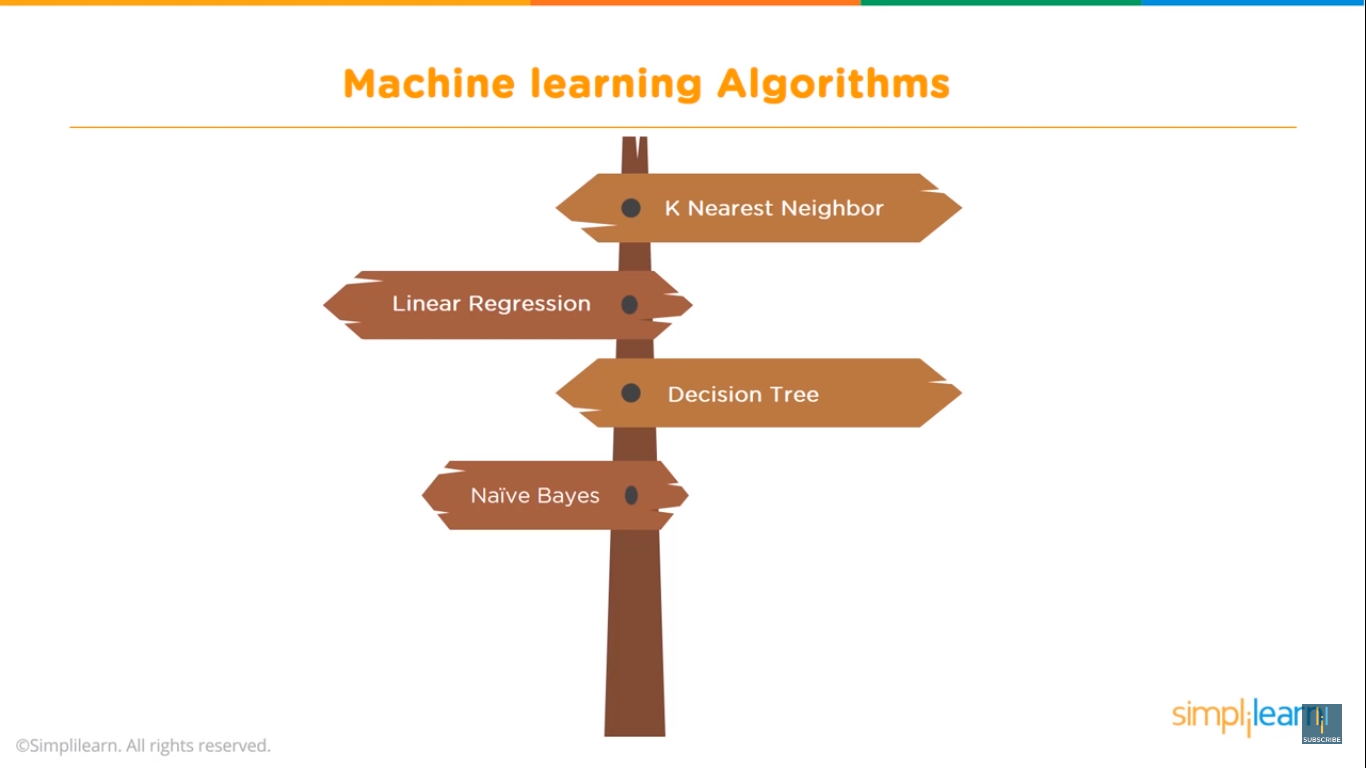 Machine learning Algorithms
K Nearest Neighbor
Linear Regression
Decision Tree
Naïve Bayes
simplilearn
SUBSCRIBE
©Simplilearn. All rights reserved.